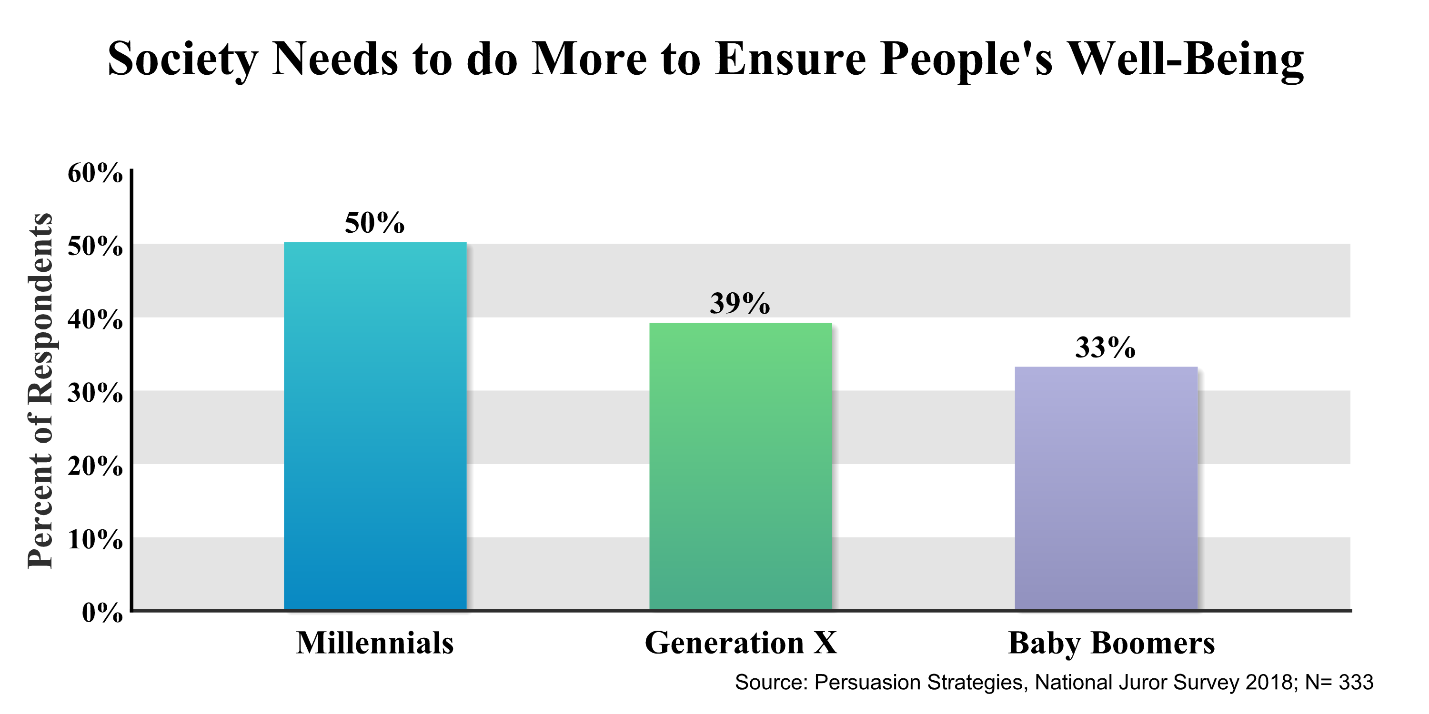 Society Needs to do More to Ensure People's Well-Being
60%
50%
40%
30%
20%
10%
0%
Percent of Respondents
50%
39%
33%
Millennials
Generation X
Baby Boomers
Source: Persuasion Strategies, National Juror Survey 2018; N= 333